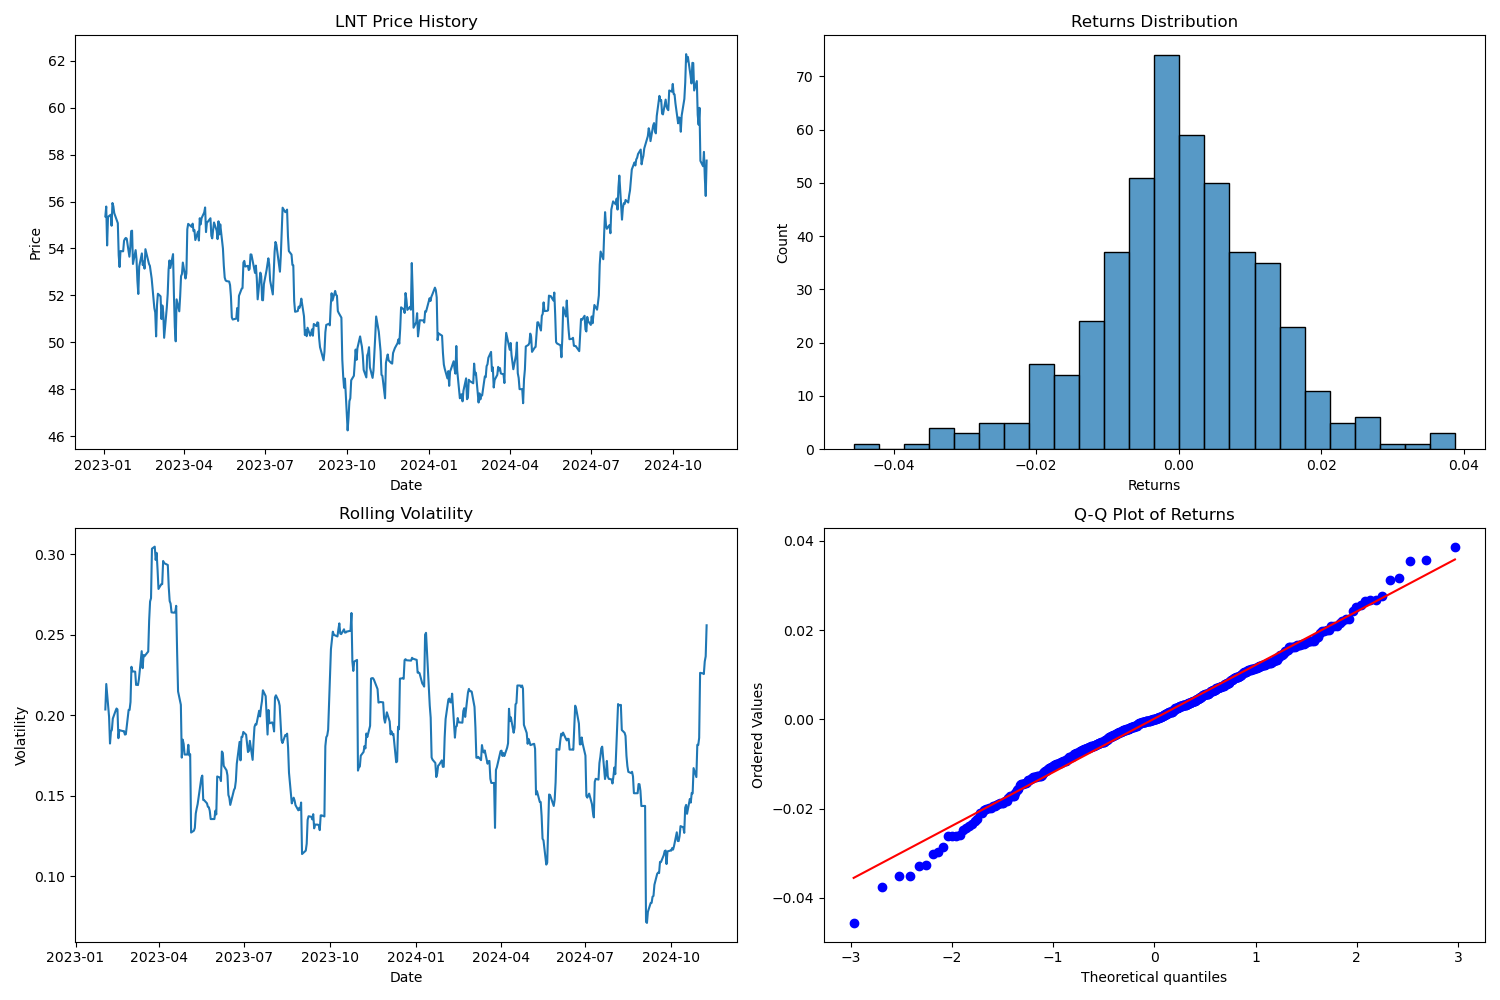 LNT Price History
Price
62
60
58
56
54
52
50
48
46
2023-01 2023-04 2023-07 2023-10 2024-01 2024-04 2024-07 2024-10
Date
Returns Distribution
Count
70
60
50
40
30
20
10
0
−0.04 −0.02 0.00 0.02 0.04
Returns
Rolling Volatility
Volatility
0.30
0.25
0.20
0.15
0.10
2023-01 2023-04 2023-07 2023-10 2024-01 2024-04 2024-07 2024-10
Date
Q-Q Plot of Returns
Ordered Values
0.04
0.02
0.00
−0.02
−0.04
−3 −2 −1 0 1 2 3
Theoretical quantiles